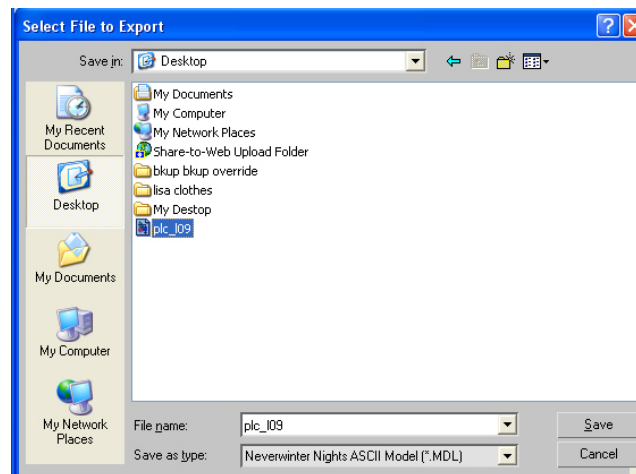 Select File to Export
Save in:
Desktop
My Recent
Documents
Desktop
My Documents
My Computer
My Network
Places
My Documents
My Computer
My Network Places
Share-to-Web Upload Folder
bkup bkup override
lisa clothes
My Destop
plc_l09
File name:
plc_l09
Save
Save as type:
Neverwinter Nights ASCII Model (*.MDL)
Cancel